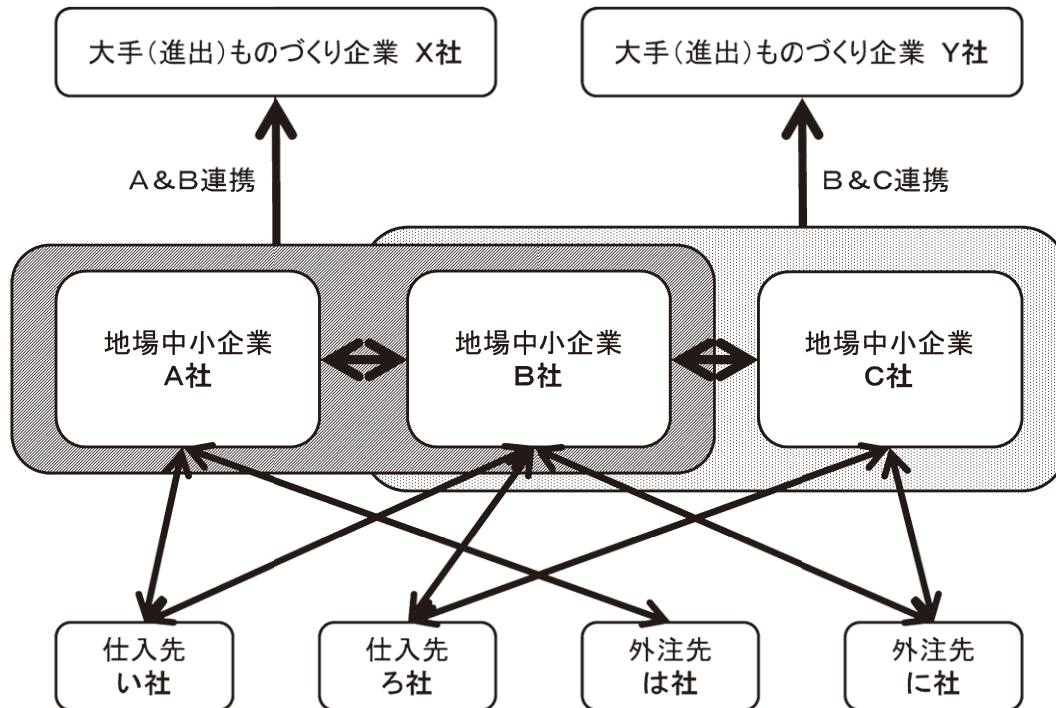 大手(進出)ものづくり企業 X社
大手(進出)ものづくり企業 Y社
A&B連携
B&C連携
地場中小企業
A社
地場中小企業
B社
地場中小企業
C社
仕入先
い社
仕入先
ろ社
外注先
は社
外注先
に社